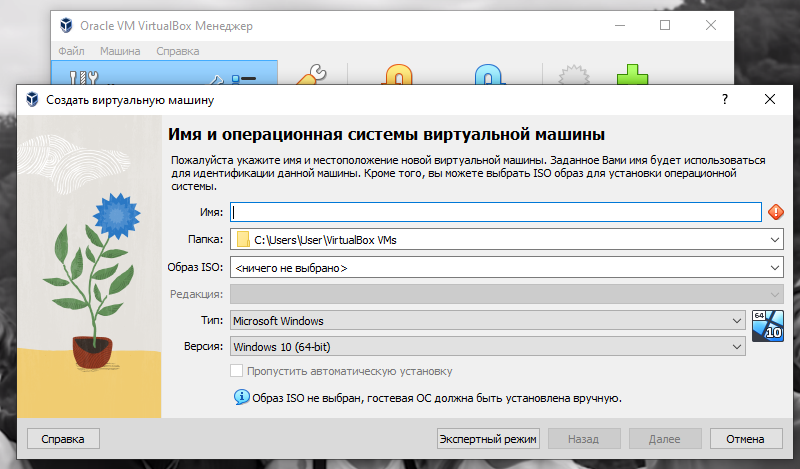 Oracle VM VirtualBox Менеджер
Файл Машина Справка
Создать виртуальную машину
Имя и операционная системы виртуальной машины
Пожалуйста укажите имя и местоположение новой виртуальной машины. Заданное Вами имя будет использоваться
для идентификации данной машины. Кроме того, вы можете выбрать ISO образ для установки операционной
системы.
Имя:
Папка: C:\Users\User\VirtualBox VMs
Образ ISO: <ничего не выбрано>
Редакция:
Тип: Microsoft Windows
64
10
Версия: Windows 10 (64-bit)
Пропустить автоматическую установку
Образ ISO не выбран, гостевая ОС должна быть установлена вручную.
Справка Экспертный режим Назад Далее Отмена